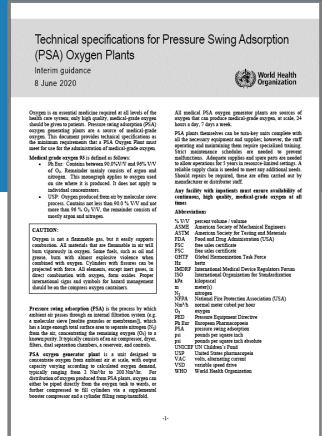 Technical specifications for Pressure Swing Adsorption
(PSA) Oxygen Plants
Interim guidance
8 June 2020
World Health
Organization
Oxygen is an essential medicine required at all levels of the
health care system; only high quality, medical-grade oxygen
should be given to patients. Pressure swing adsorption (PSA)
oxygen generating plants are a source of medical-grade
oxygen. This document provides technical specifications as
the minimum requirements that a PSA Oxygen Plant must
meet for use for the administration of medical-grade oxygen.
Medical grade oxygen 93 is defined as follows:
• Ph Eur: Contains between 90.0% V/V and 96% V/V
of O₂. Remainder mainly consists of argon and
nitrogen. This monograph applies to oxygen used
on site where it is produced. It does not apply to
individual concentrators.
• USP: Oxygen produced from air by molecular sieve
process. Contains not less than 90.0 % V/V and not
more than 96 % O₂ V/V, the remainder consists of
mostly argon and nitrogen.
CAUTION:
Oxygen is not a flammable gas, but it easily supports
combustion. All materials that are flammable in air will
burn vigorously in oxygen. Some fuels, such as oil and
grease, burn with almost explosive violence when
combined with oxygen. Cylinders with fissures can be
projected with force. All elements, except inert gases, in
direct combination with oxygen, form oxides. Proper
international signs and symbols for hazard management
should be on the oxygen containers.
Pressure swing adsorption (PSA) is the process by which
ambient air passes through an internal filtration system (e.g.
a molecular sieve [zeolite granules or membranes]), which
has a large enough total surface area to separate nitrogen (N₂)
from the air, concentrating the remaining oxygen (O₂) to a
known purity. It typically consists of an air compressor, dryer,
filters, dual separation chambers, a reservoir, and controls.
PSA oxygen generator plant is a unit designed to
concentrate oxygen from ambient air at scale, with output
capacity varying according to calculated oxygen demand,
typically ranging from 2 Nm³/hr to 200 Nm³/hr. For
distribution of oxygen produced from PSA plants, oxygen can
either be piped directly from the oxygen tank to wards, or
further compressed to fill cylinders via a supplemental
booster compressor and a cylinder filling ramp/manifold.
All medical PSA oxygen generator plants are sources of
oxygen that can produce medical-grade oxygen, at scale, 24
hours a day, 7 days a week.
PSA plants themselves can be turn-key units complete with
all the necessary equipment and supplies; however, the staff
operating and maintaining them require specialized training.
Strict maintenance schedules are needed to prevent
malfunctions. Adequate supplies and spare parts are needed
to allow operations for 5 years in resource-limited settings. A
reliable supply chain is needed to meet any additional needs.
Should repairs be required, these are often carried out by
manufacturer or distributor staff.
Any facility with inpatients must ensure availability of
continuous, high quality, medical-grade oxygen at all
times
Abbreviations
% V/V percent volume / volume
ASME American Society of Mechanical Engineers
ASTM American Society for Testing and Materials
FDA Food and Drug Administration (USA)
FSC free sales certificate
FSC free sales certificate
GHTF Global Harmonization Task Force
Hz hertz
IMDRF International Medical Device Regulators Forum
ISO International Organization for Standardization
kPa kilopascal
m meter(s)
N₂ nitrogen
NFPA National Fire Protection Association (USA)
Nm³/h normal meter cubed per hour
O₂ oxygen
PED Pressure Equipment Directive
Ph Eur European Pharmacopoeia
PSA pressure swing adsorption
psi pounds per square inch
psi pounds per square inch absolute
UNICEF UN Children's Fund
USP United States pharmacopeia
VAC volts, alternating current
VSD variable speed drive
WHO World Health Organization
-1-